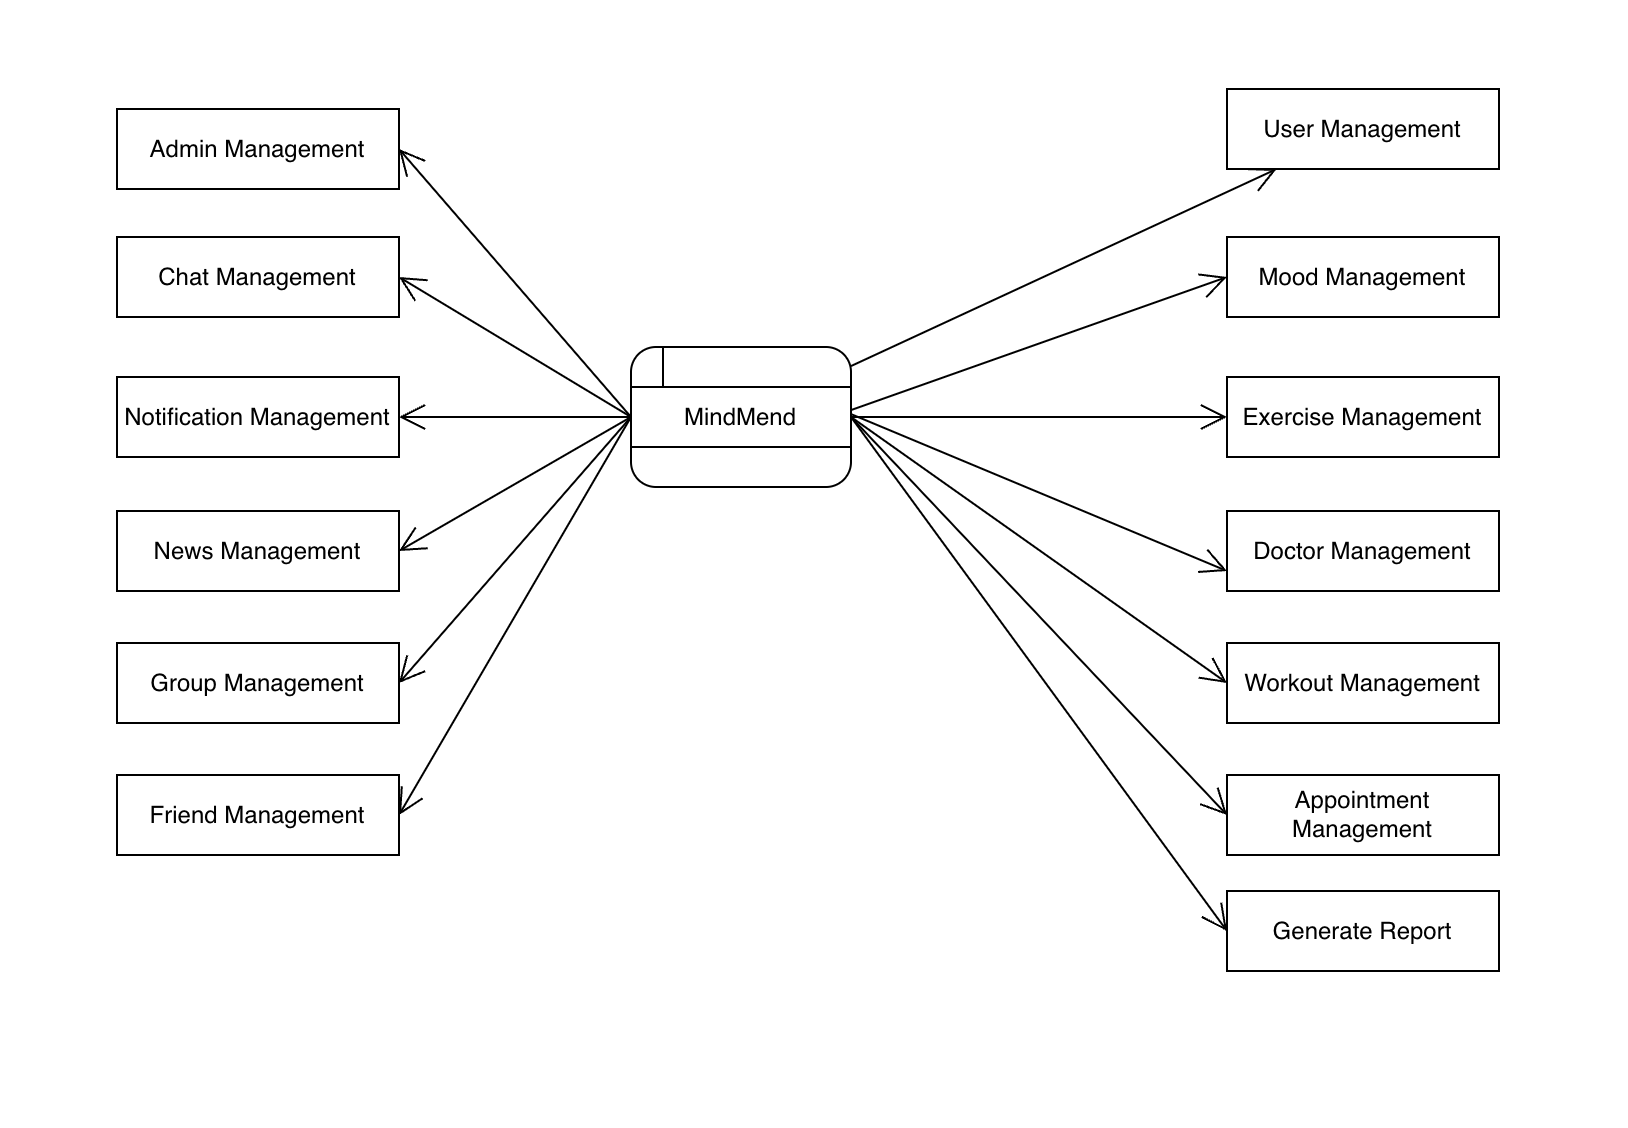 Admin Management
Chat Management
Notification Management
News Management
Group Management
Friend Management
MindMend
User Management
Mood Management
Exercise Management
Doctor Management
Workout Management
Appointment
Management
Generate Report